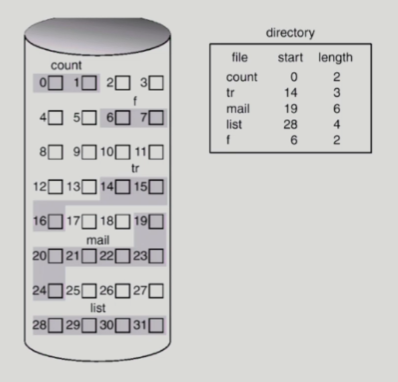 count
0 1 2 3
f
4 5 6 7
8 9 10 11
tr
12 13 14 15
16 17 18 19
mail
20 21 22 23
24 25 26 27
list
28 29 30 31
directory
file start length
count 0 2
tr 14 3
mail 19 6
list 28 4
f 6 2